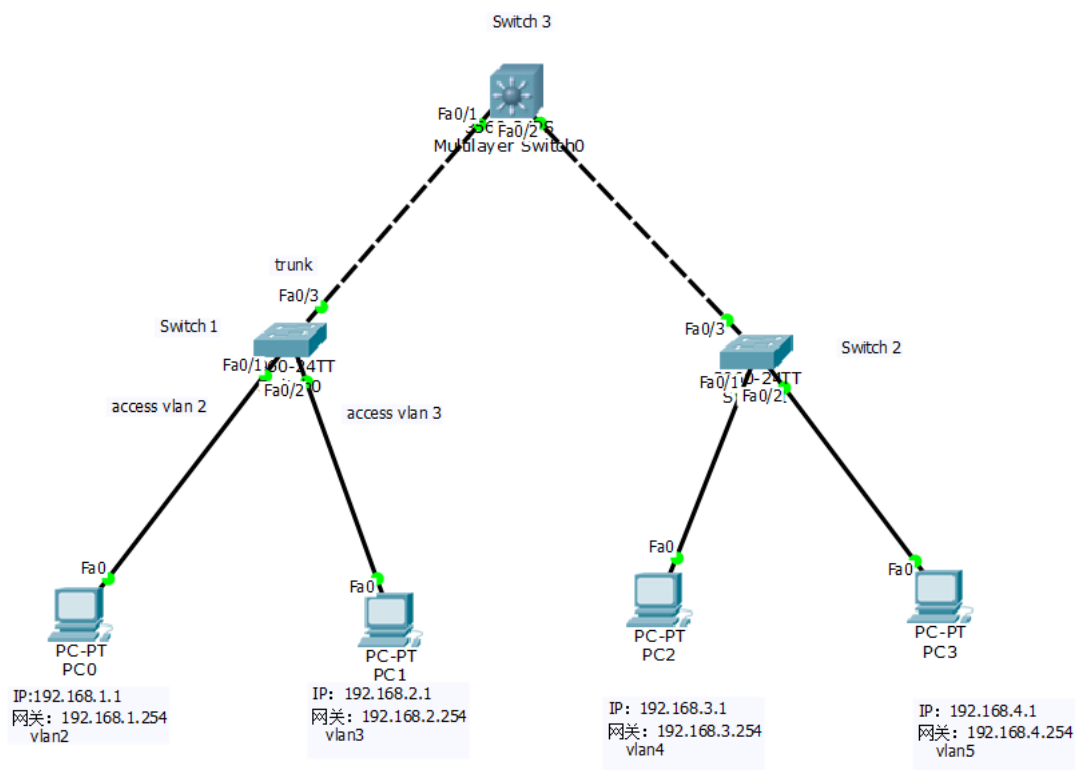 Switch 3
Fa0/1
Fa0/2
Multilayer Switch0
trunk
Fa0/3
Switch 1
Fa0/1
60-24TT
Fa0/2
access vlan 2
access vlan 3
Fa0/3
Switch 2
Fa0/1
0-24TT
Fa0/2
Fa0
Fa0
Fa0
Fa0
PC-PT
PC0
IP:192.168.1.1
网关：192.168.1.254
vlan2
PC-PT
PC1
IP：192.168.2.1
网关：192.168.2.254
vlan3
PC-PT
PC2
IP：192.168.3.1
网关：192.168.3.254
vlan4
PC-PT
PC3
IP：192.168.4.1
网关：192.168.4.254
vlan5